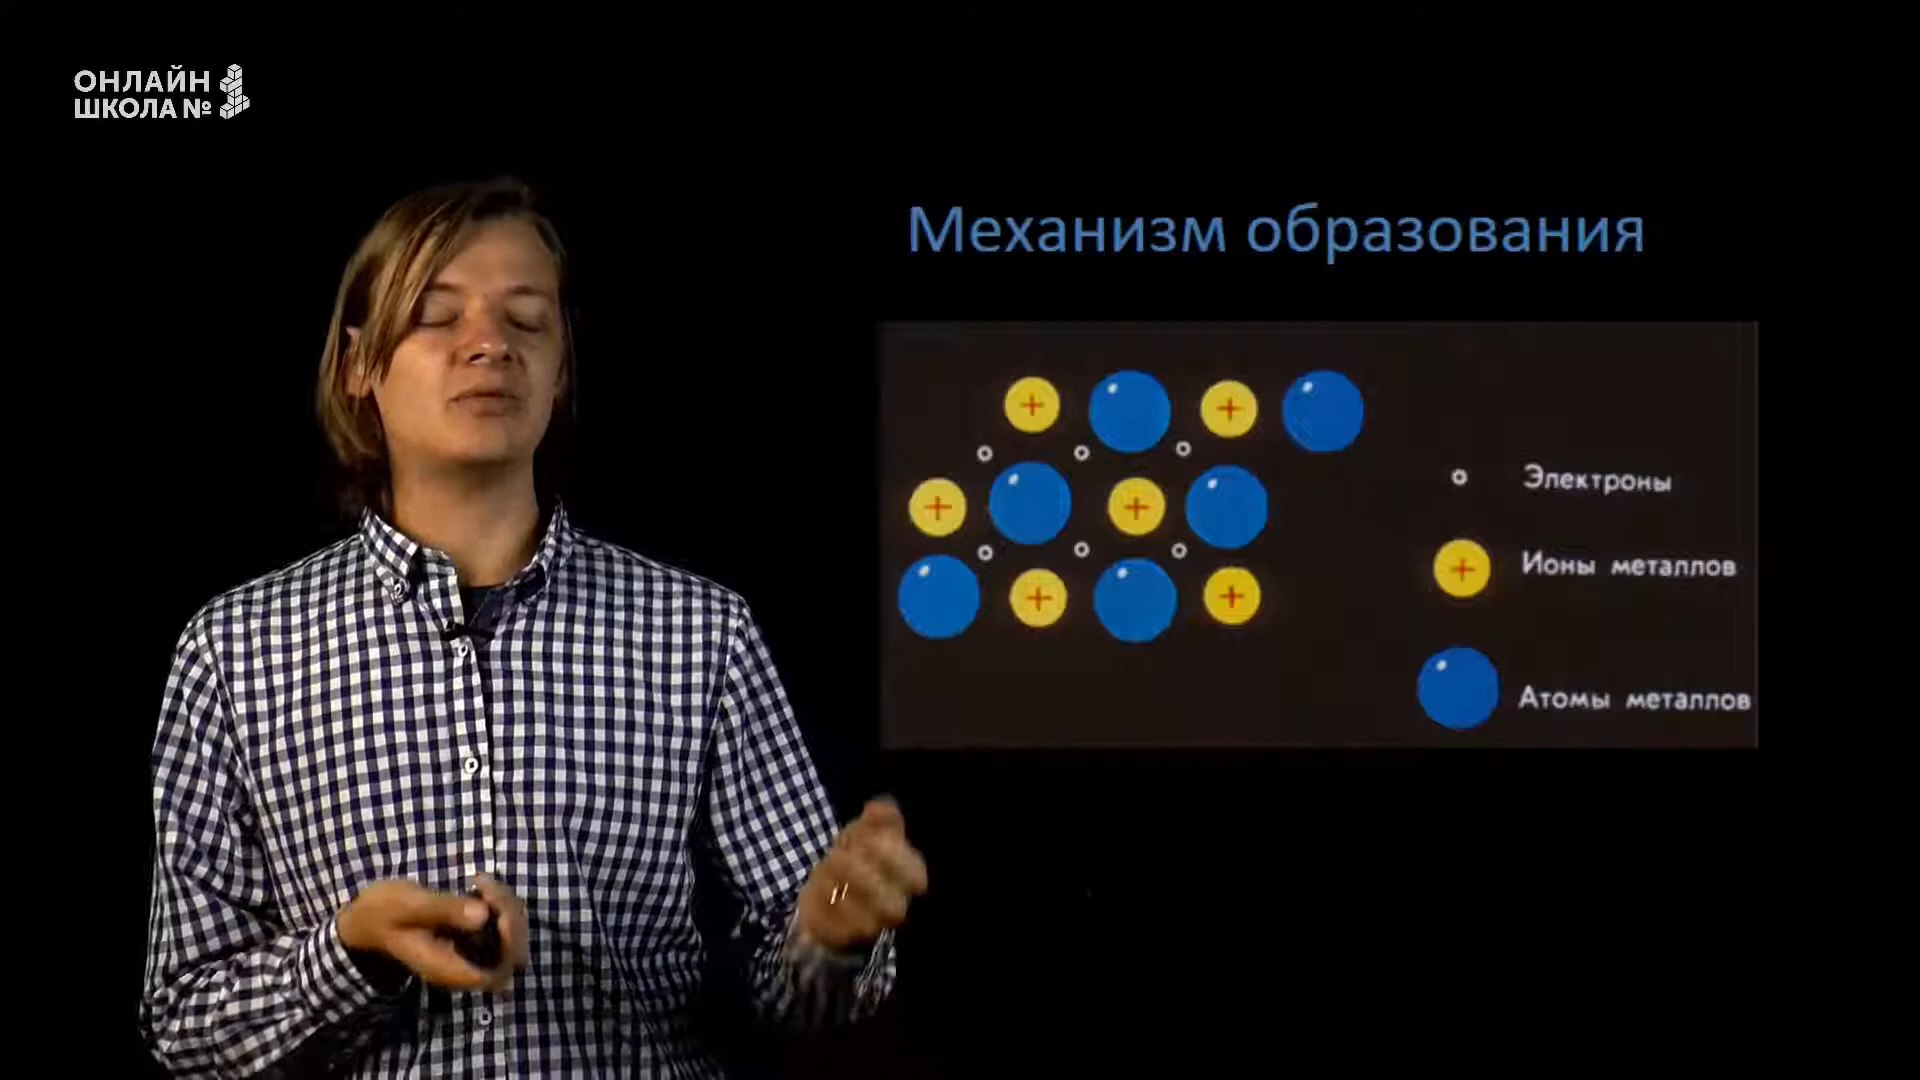 ОНЛАЙН
ШКОЛА №
Механизм образования
Электроны
Ионы металлов
Атомы металлов